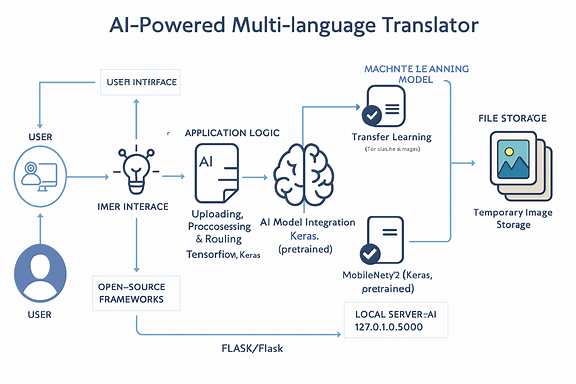 AI-Powered Multi-language Translator
USER INTIRFACE
USER
IMER INTERACE
OPEN-SOURCE
FRAMEWORKS
USER
APPLICATION LOGIC
AI
Uploading,
Proccosessing
& Rouling
Tensorfiow, Keras
AI Model Integration
Keras.
(pretrained)
MACHNTE LE ANNING
MODEL
Transfer Learning
MobileNety'2 (Keras,
pretrained)
FILE STORAGE
Temporary Image
Storage
LOCAL SERVER=AI
127.0.1.0.5000
FLASK/Flask